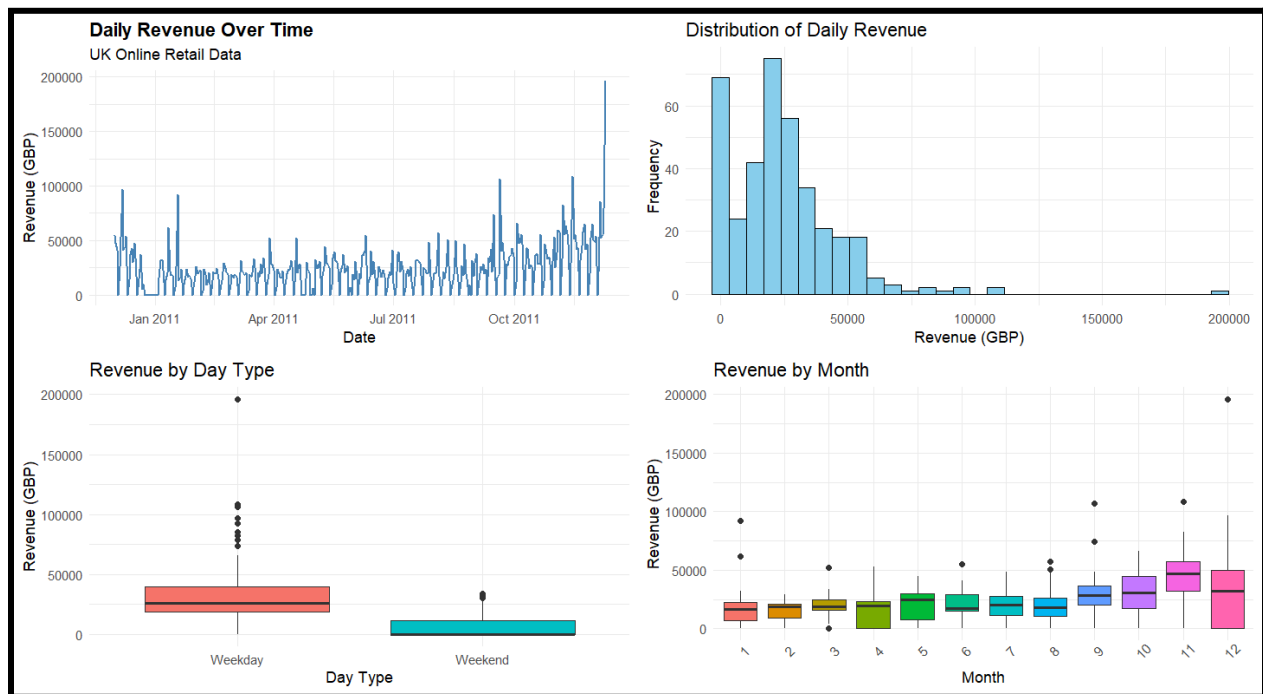 Daily Revenue Over Time
UK Online Retail Data
200000
150000
100000
50000
0
Revenue (GBP)
Jan 2011 Apr 2011 Jul 2011 Oct 2011
Date
Distribution of Daily Revenue
60
40
20
0
Frequency
0 50000 100000 150000 200000
Revenue (GBP)
Revenue by Day Type
200000
150000
100000
50000
0
Revenue (GBP)
Weekday Weekend
Day Type
Revenue by Month
200000
150000
100000
50000
0
Revenue (GBP)
1 2 3 4 5 6 7 8 9 10 11 12
Month